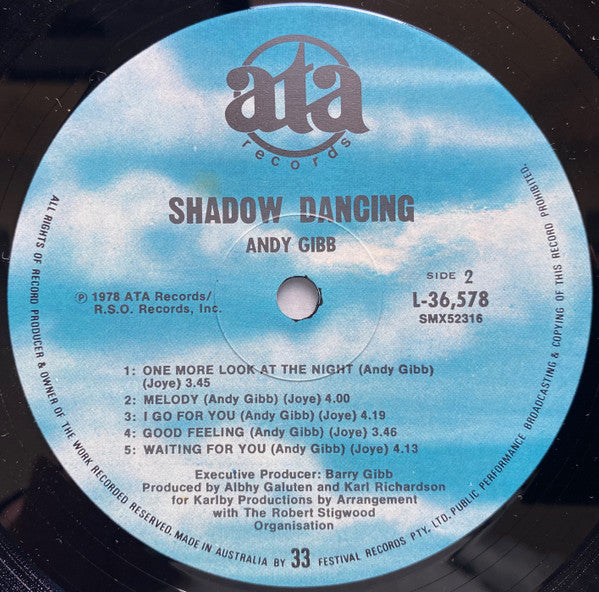 ata
records
SHADOW DANCING
ANDY GIBB
SIDE 2
Ⓟ 1978 ATA Records/
R.S.O. Records, Inc.
L-36,578
SMX52316
1: ONE MORE LOOK AT THE NIGHT (Andy Gibb)
(Joye) 3.45
2: MELODY (Andy Gibb) (Joye) 4.00
3: I GO FOR YOU (Andy Gibb) (Joye) 4.19
4: GOOD FEELING (Andy Gibb) (Joye) 3.46
5: WAITING FOR YOU (Andy Gibb) (Joye) 4.13
Executive Producer: Barry Gibb
Produced by Albhy Galuten and Karl Richardson
for Karlby Productions by Arrangement
with The Robert Stigwood
Organisation
33
ALL RIGHTS OF RECORD PRODUCER & OWNER OF THE WORK RECORDED RESERVED. MADE IN AUSTRALIA BY FESTIVAL RECORDS PTY. LTD. PUBLIC PERFORMANCE BROADCASTING & COPYING OF THIS RECORD PROHIBITED.